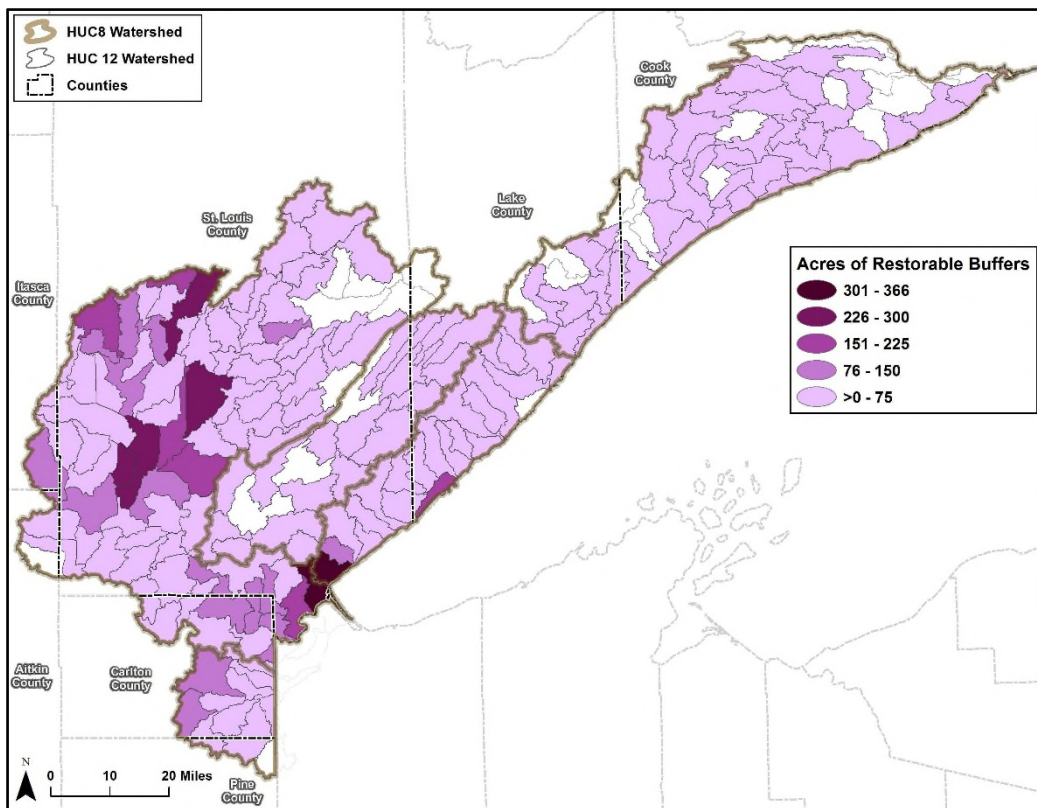 HUC8 Watershed
HUC 12 Watershed
Counties
Cook
County
Lake
County
St. Louis
County
Itasca
County
Acres of Restorable Buffers
301 - 366
226 - 300
151 - 225
76 - 150
>0 - 75
Aitkin
County
Carlton
County
Pine
County
N
0 10 20 Miles